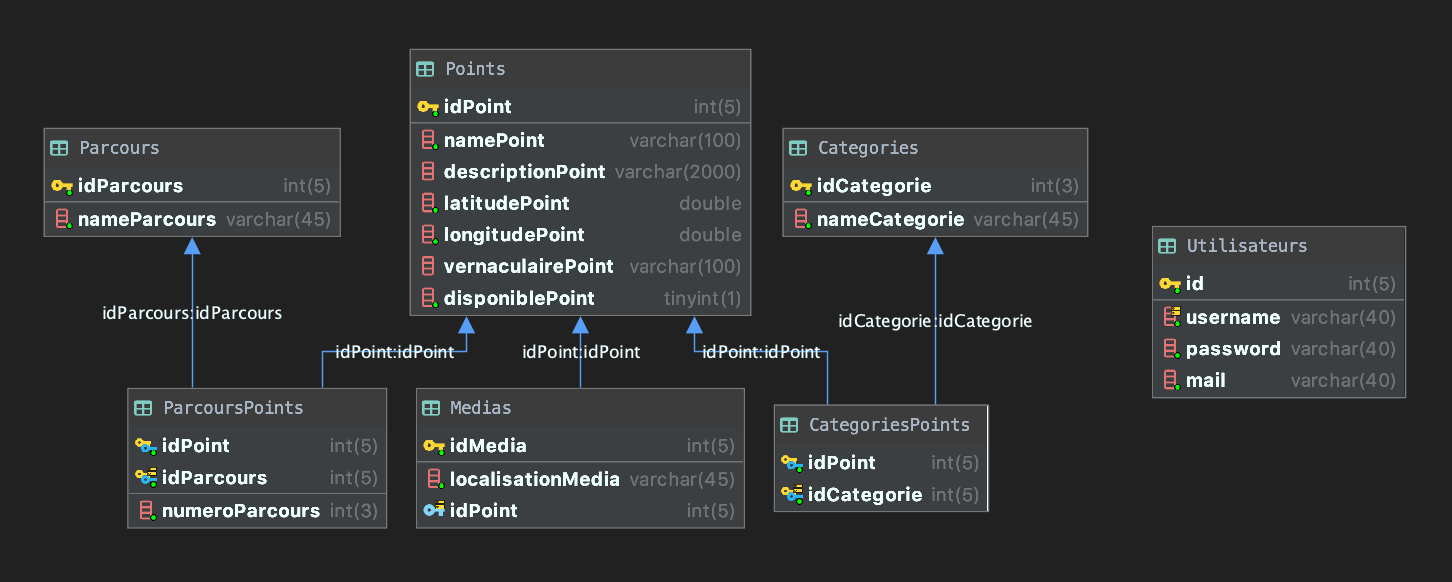 Points
idPoint int(5)
namePoint varchar(100)
descriptionPoint varchar(2000)
latitudePoint double
longitudePoint double
vernaculairePoint varchar(100)
disponiblePoint tinyint(1)
Parcours
idParcours int(5)
nameParcours varchar(45)
Categories
idCategorie int(3)
nameCategorie varchar(45)
Utilisateurs
id int(5)
username varchar(40)
password varchar(40)
mail varchar(40)
idParcours:idParcours
idPoint:idPoint
idPoint:idPoint
idPoint:idPoint
idCategorie:idCategorie
ParcoursPoints
idPoint int(5)
idParcours int(5)
numeroParcours int(3)
Medias
idMedia int(5)
localisationMedia varchar(45)
idPoint int(5)
CategoriesPoints
idPoint int(5)
idCategorie int(5)